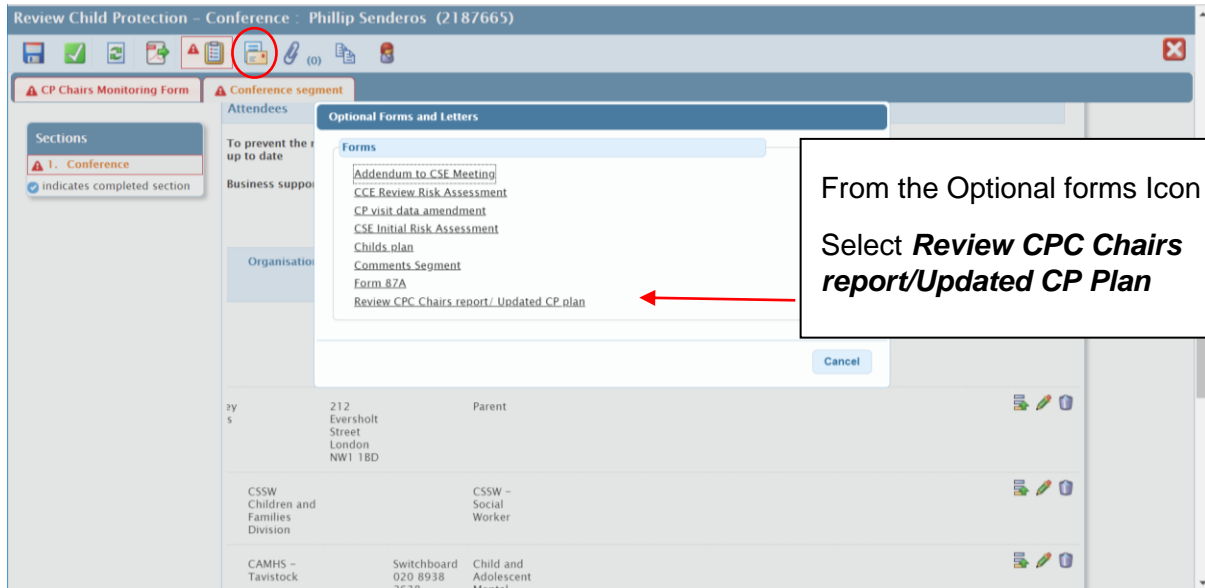 Review Child Protection – Conference : Phillip Senderos (2187665)
(0)
CP Chairs Monitoring Form
Conference segment
Attendees
Optional Forms and Letters
Sections
1. Conference
indicates completed section
To prevent the
up to date
Business
Forms
Addendum to CSE Meeting
CCE Review Risk Assessment
CP visit data amendment
CSE Initial Risk Assessment
Childs plan
Comments Segment
Form 87A
Review CPC Chairs report/ Updated CP plan
Cancel
From the Optional forms Icon
Select Review CPC Chairs
report/Updated CP Plan
212 Parent
Eversholt
Street
London
NW1 1BD
CSSW CSSW –
Children and Social
Families Worker
Division
CAMHS – Switchboard Child and
Tavistock 020 8938 Adolescent